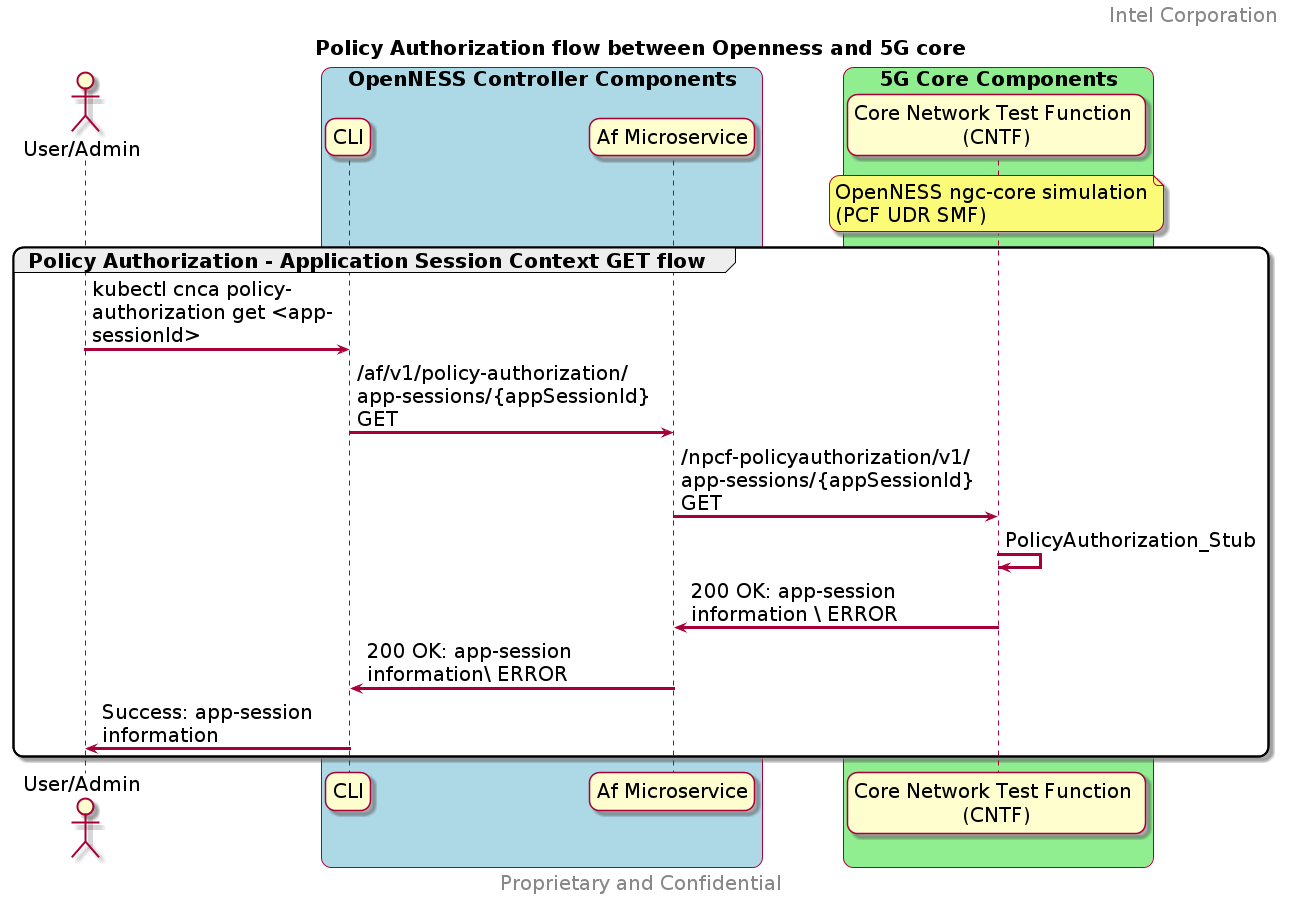 Intel Corporation
Policy Authorization flow between Openness and 5G core
OpenNESS Controller Components
5G Core Components
User/Admin
CLI
Af Microservice
Core Network Test Function
(CNTF)
OpenNESS ngc-core simulation
(PCF UDR SMF)
Policy Authorization - Application Session Context GET flow
kubectl cnca policy-
authorization get <app-
sessionId>
/af/v1/policy-authorization/
app-sessions/{appSessionId}
GET
/npcf-policyauthorization/v1/
app-sessions/{appSessionId}
GET
PolicyAuthorization_Stub
200 OK: app-session
information \ ERROR
200 OK: app-session
information\ ERROR
Success: app-session
information
User/Admin
CLI
Af Microservice
Core Network Test Function
(CNTF)
Proprietary and Confidential